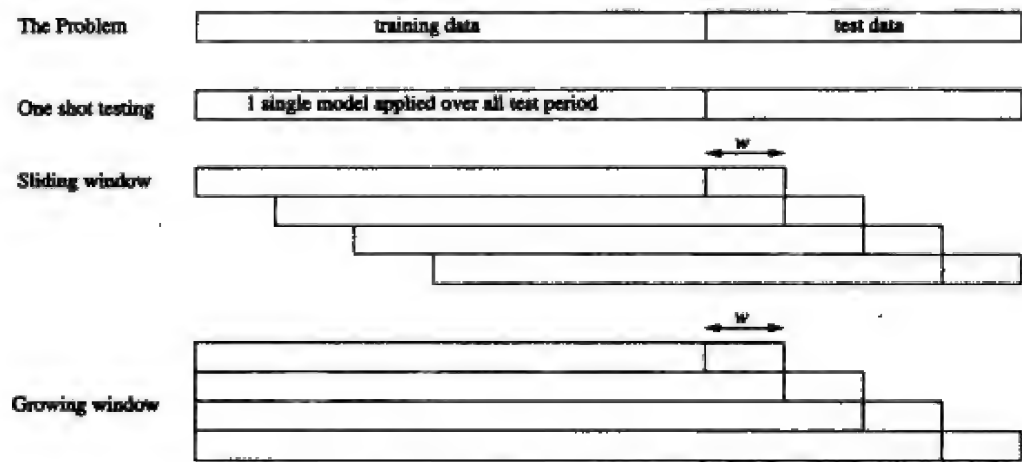 The Problem
training data
test data
One shot testing
1 single model applied over all test period
w
Sliding window
w
Growing window